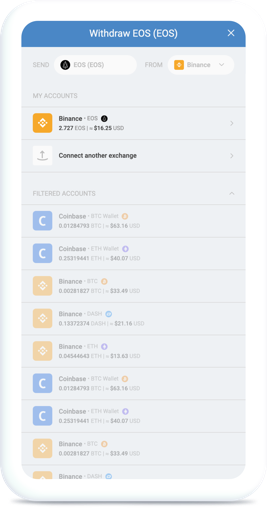 Withdraw EOS (EOS)
SEND EOS (EOS) FROM Binance
MY ACCOUNTS
Binance • EOS
2.727 EOS | ≈ $16.25 USD
Connect another exchange
FILTERED ACCOUNTS
Coinbase • BTC Wallet
0.01284793 BTC | ≈ $63.16 USD
Coinbase • ETH Wallet
0.25319441 ETH | ≈ $40.07 USD
Binance • BTC
0.00281827 BTC | ≈ $33.49 USD
Binance • DASH
0.13372374 DASH | ≈ $21.16 USD
Binance • ETH
0.04544643 ETH | ≈ $13.63 USD
Coinbase • BTC Wallet
0.01284793 BTC | ≈ $63.16 USD
Coinbase • ETH Wallet
0.25319441 ETH | ≈ $40.07 USD
Binance • BTC
0.00281827 BTC | ≈ $33.49 USD
Binance • DASH